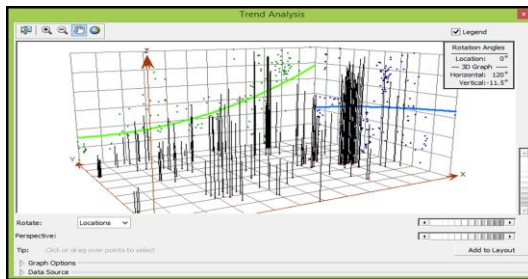 Trend Analysis
Legend
Rotation Angles
Location: 0°
— 3D Graph —
Horizontal: 120°
Vertical: -11.5°
Z
Y
X
Rotate: Locations
Perspective:
Tip: Click or drag over points to select
Add to Layout
Graph Options
Data Source